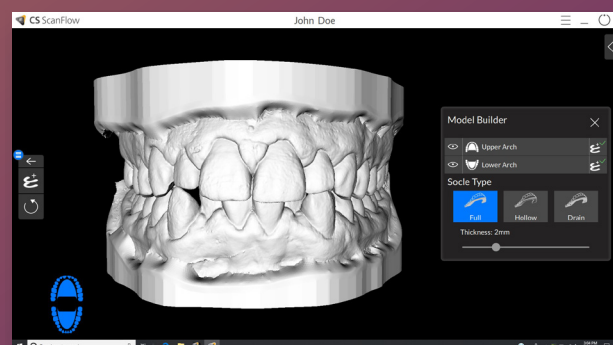 CS ScanFlow
John Doe
Model Builder
Upper Arch
Lower Arch
Socle Type
Full
Hollow
Drain
Thickness: 2mm